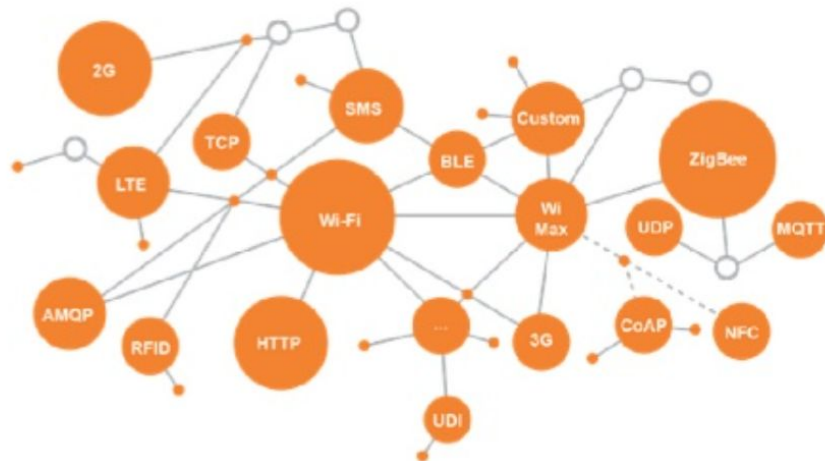 2G
SMS
Custom
TCP
BLE
ZigBee
LTE
Wi-Fi
Wi
Max
UDP
MQTT
AMQP
RFID
HTTP
...
3G
CoAP
NFC
UDI